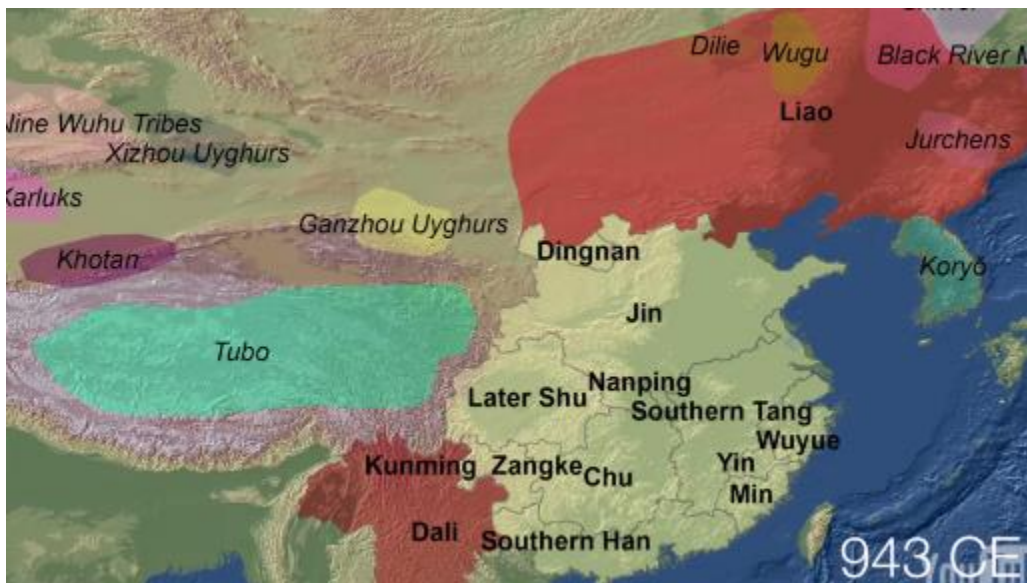 Dilie
Wugu
Black River M
Liao
Jurchens
Nine Wuhu Tribes
Xizhou Uyghurs
Karluks
Ganzhou Uyghurs
Khotan
Dingnan
Koryŏ
Jin
Tubo
Nanping
Later Shu
Southern Tang
Wuyue
Kunming
Zangke
Chu
Yin
Min
Dali
Southern Han
943 CE